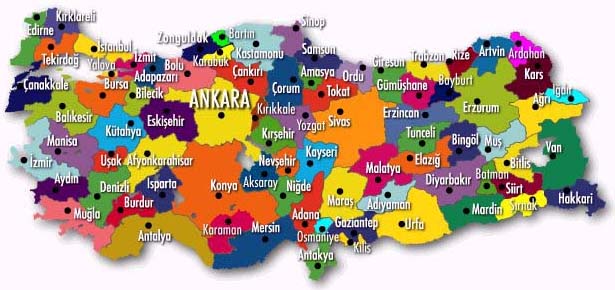 Kırklareli
Edirne
Tekirdağ
İstanbul
Yalova
İzmit
Adapazarı
Zonguldak
Bartın
Karabuk
Kastamonu
Sinop
Samsun
Bolu
Çankırı
Çorum
Amasya
Ordu
Giresun
Trabzon
Rize
Artvin
Ardahan
Kars
Iğdır
Ağrı
Çanakkale
Bursa
Bilecik
ANKARA
Kırıkkale
Yozgat
Tokat
Sivas
Gümüşhane
Bayburt
Erzurum
Erzincan
Balıkesir
Kütahya
Eskişehir
Kırşehir
Tunceli
Bingöl
Muş
Manisa
Uşak
Afyonkarahisar
Nevşehir
Kayseri
Malatya
Elazığ
Bitlis
Van
İzmir
Aydın
Denizli
Isparta
Konya
Aksaray
Niğde
Maraş
Adıyaman
Diyarbakır
Batman
Siirt
Şırnak
Hakkari
Muğla
Burdur
Antalya
Karaman
Mersin
Adana
Osmaniye
Gaziantep
Kilis
Urfa
Mardin
Antakya